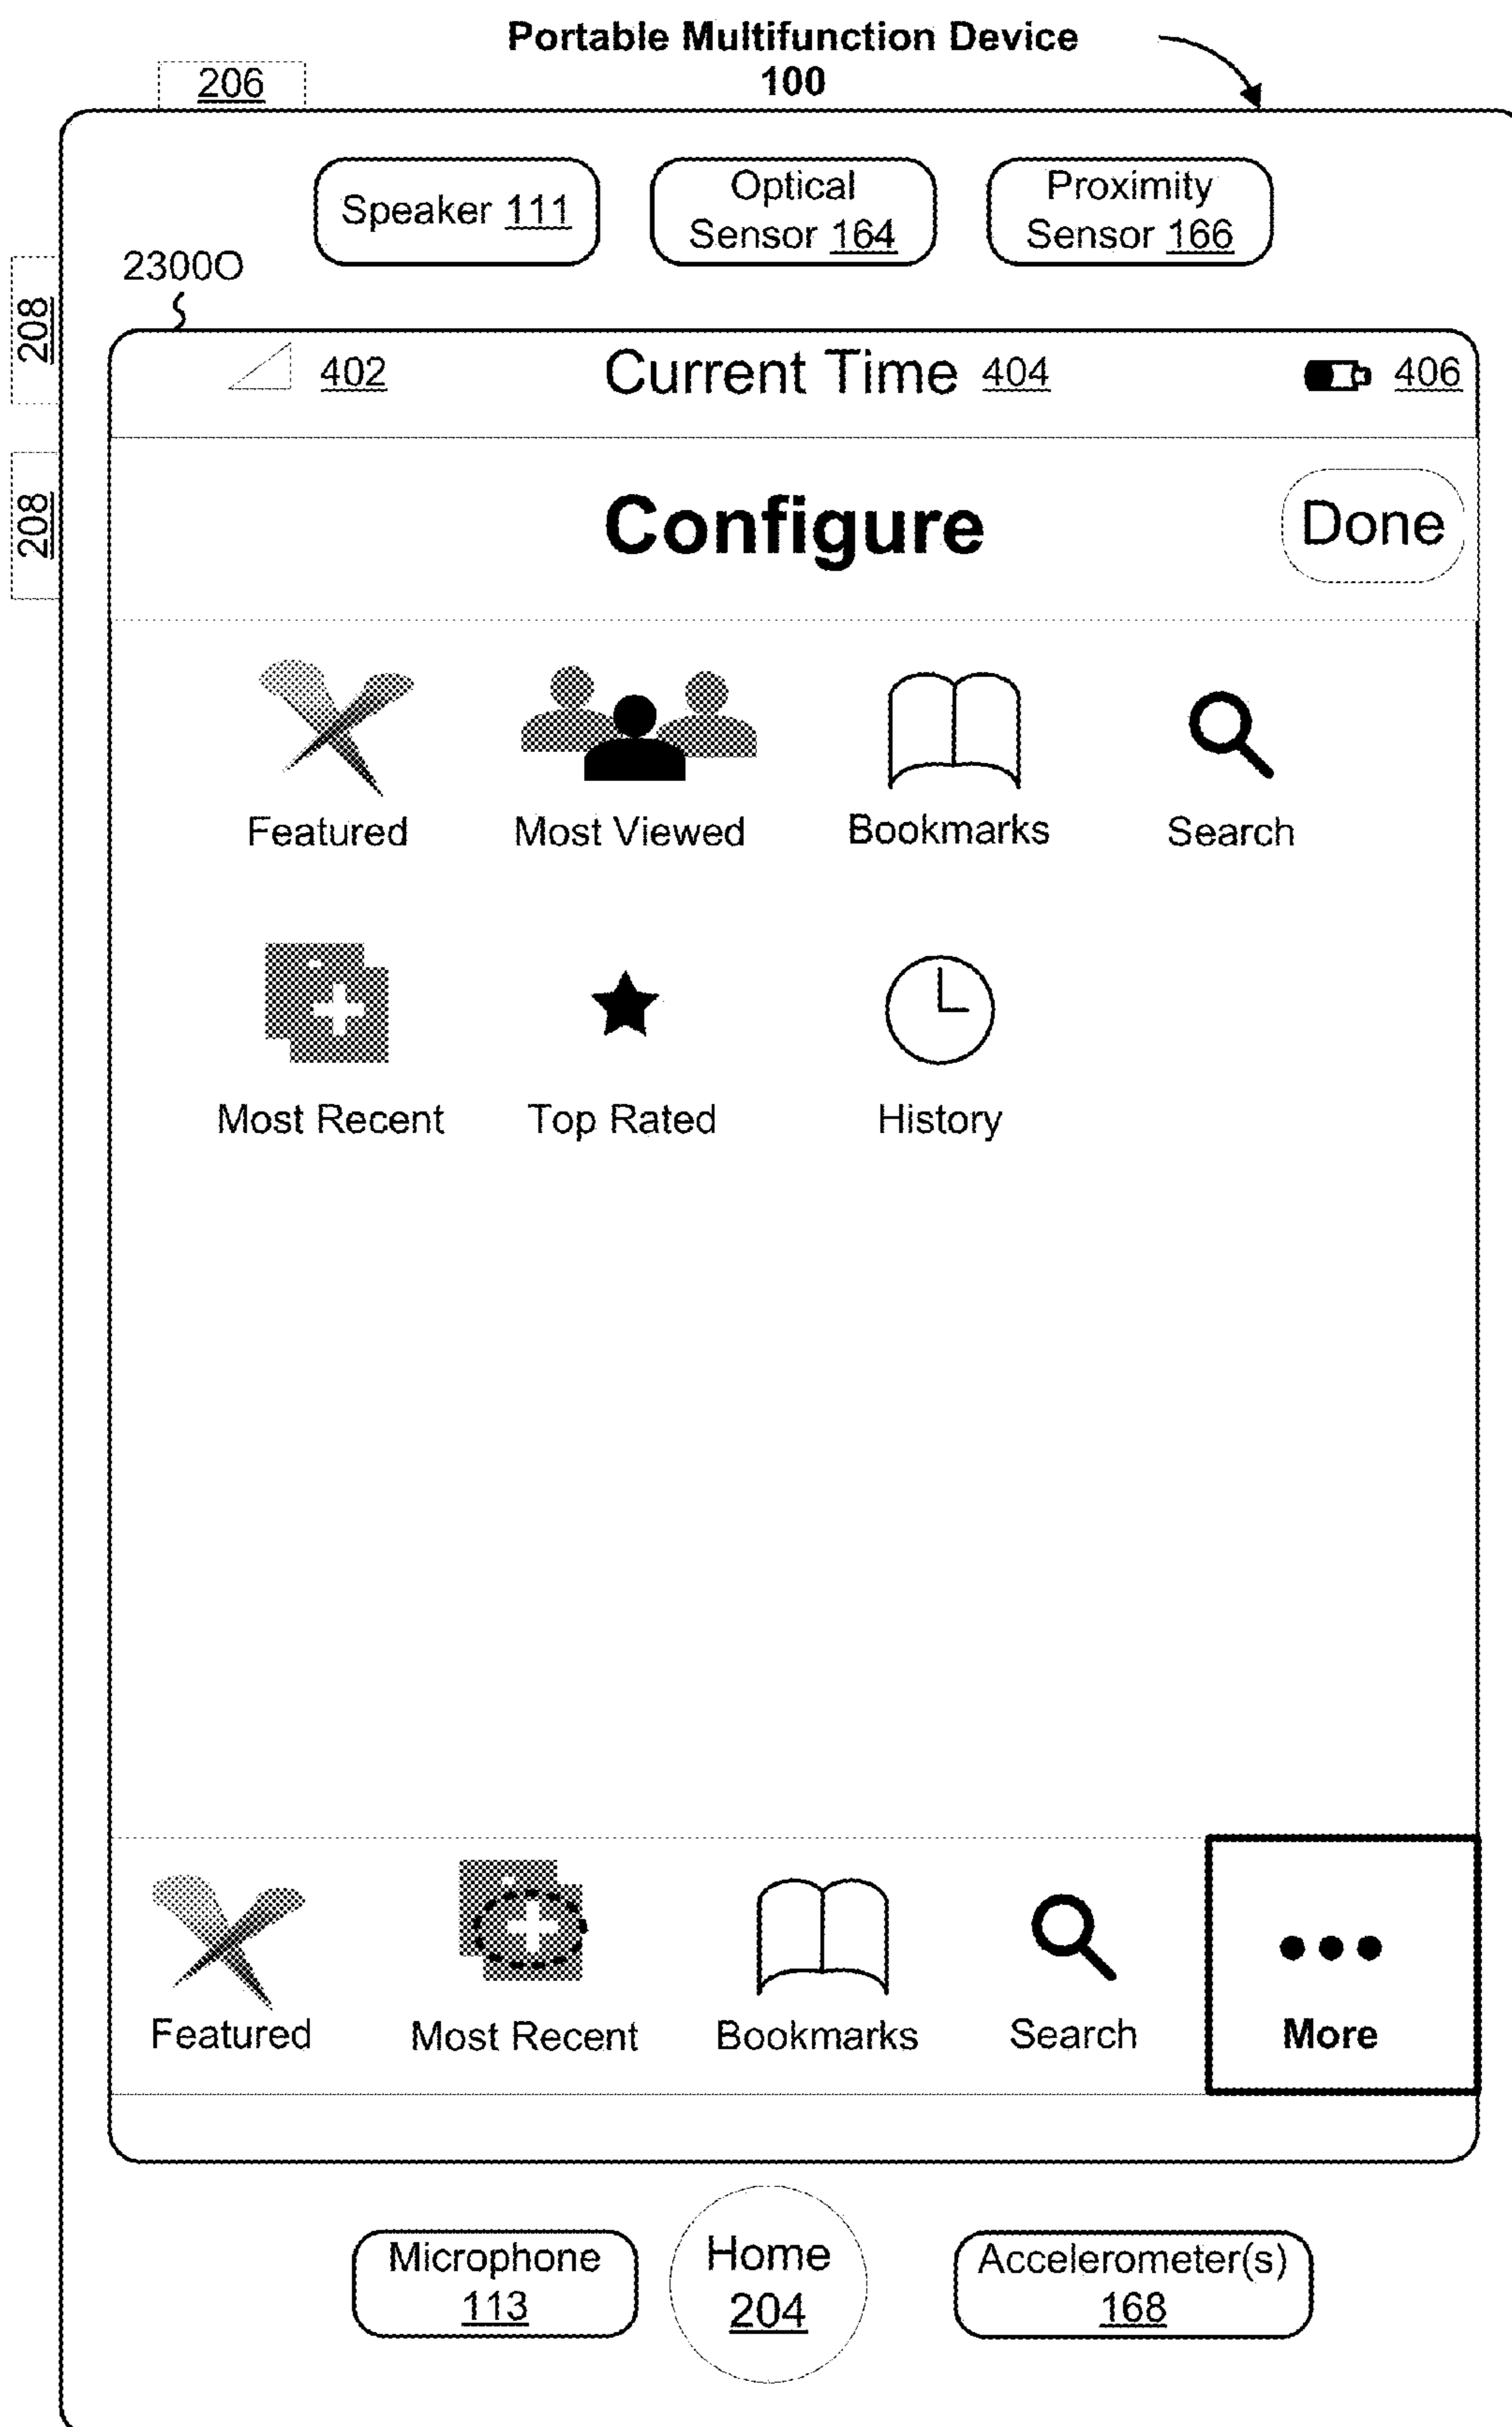 Portable Multifunction Device
100
206
Speaker 111
Optical
Sensor 164
Proximity
Sensor 166
2300O
208
208
402
Current Time 404
406
Configure
Done
Featured
Most Viewed
Bookmarks
Search
Most Recent
Top Rated
History
Featured
Most Recent
Bookmarks
Search
More
Microphone
113
Home
204
Accelerometer(s)
168